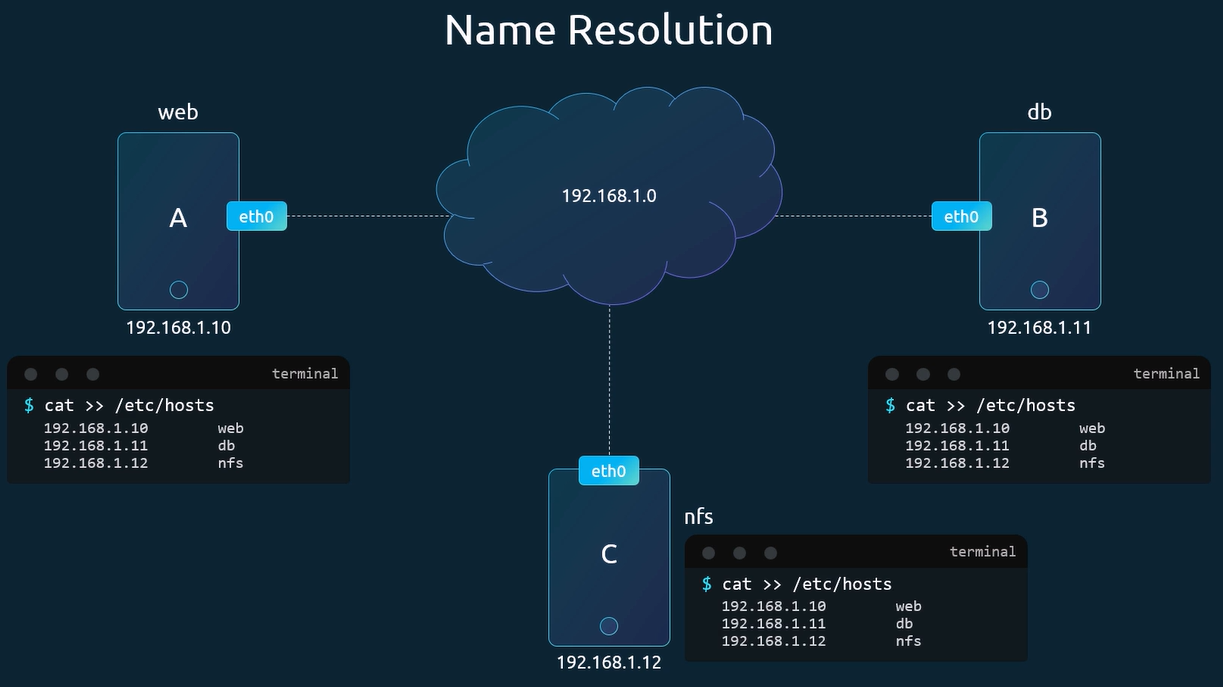 Name Resolution
web
A
eth0
192.168.1.10
192.168.1.0
db
eth0
B
192.168.1.11
terminal
$ cat >> /etc/hosts
192.168.1.10 web
192.168.1.11 db
192.168.1.12 nfs
terminal
$ cat >> /etc/hosts
192.168.1.10 web
192.168.1.11 db
192.168.1.12 nfs
eth0
C
192.168.1.12
nfs
terminal
$ cat >> /etc/hosts
192.168.1.10 web
192.168.1.11 db
192.168.1.12 nfs